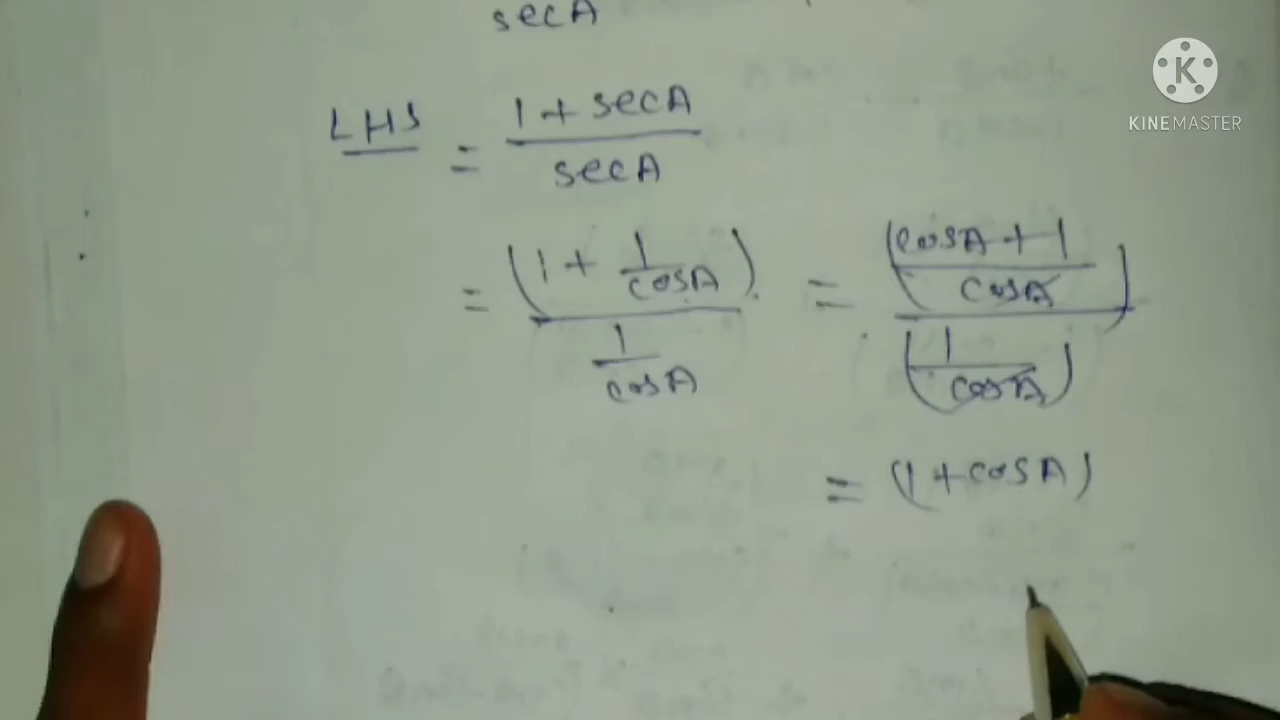 secA
LHS = 1 + secA / secA
= (1 + 1/cosA) / 1/cosA = (cosA + 1 / cosA) / (1 / cosA)
= (1 + cosA)
K
KINEMASTER